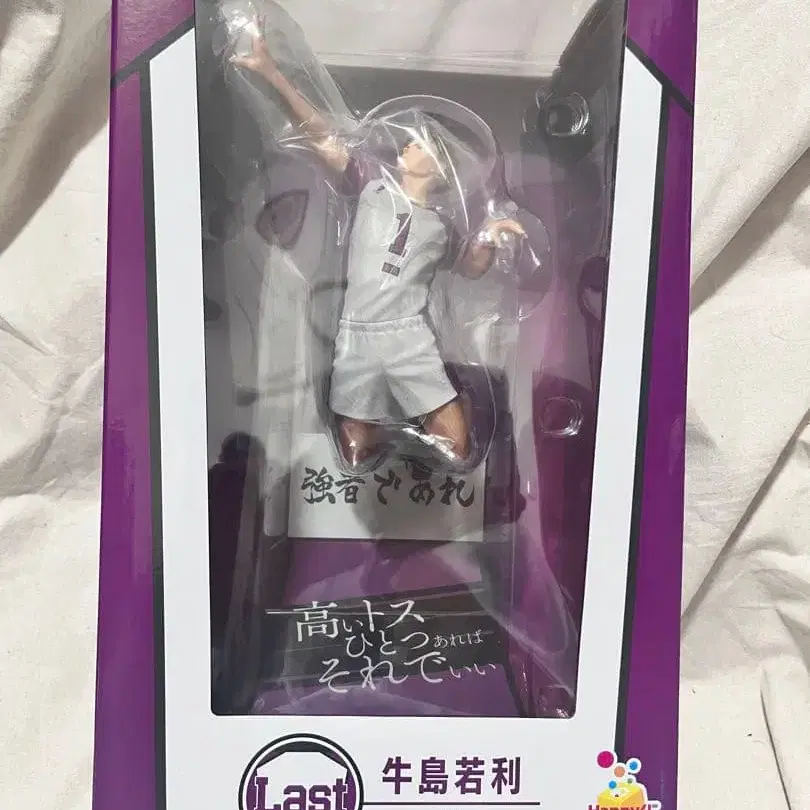 1
強者であれ
高いトス
ひとつあれば
それでいい
Last
牛島若利